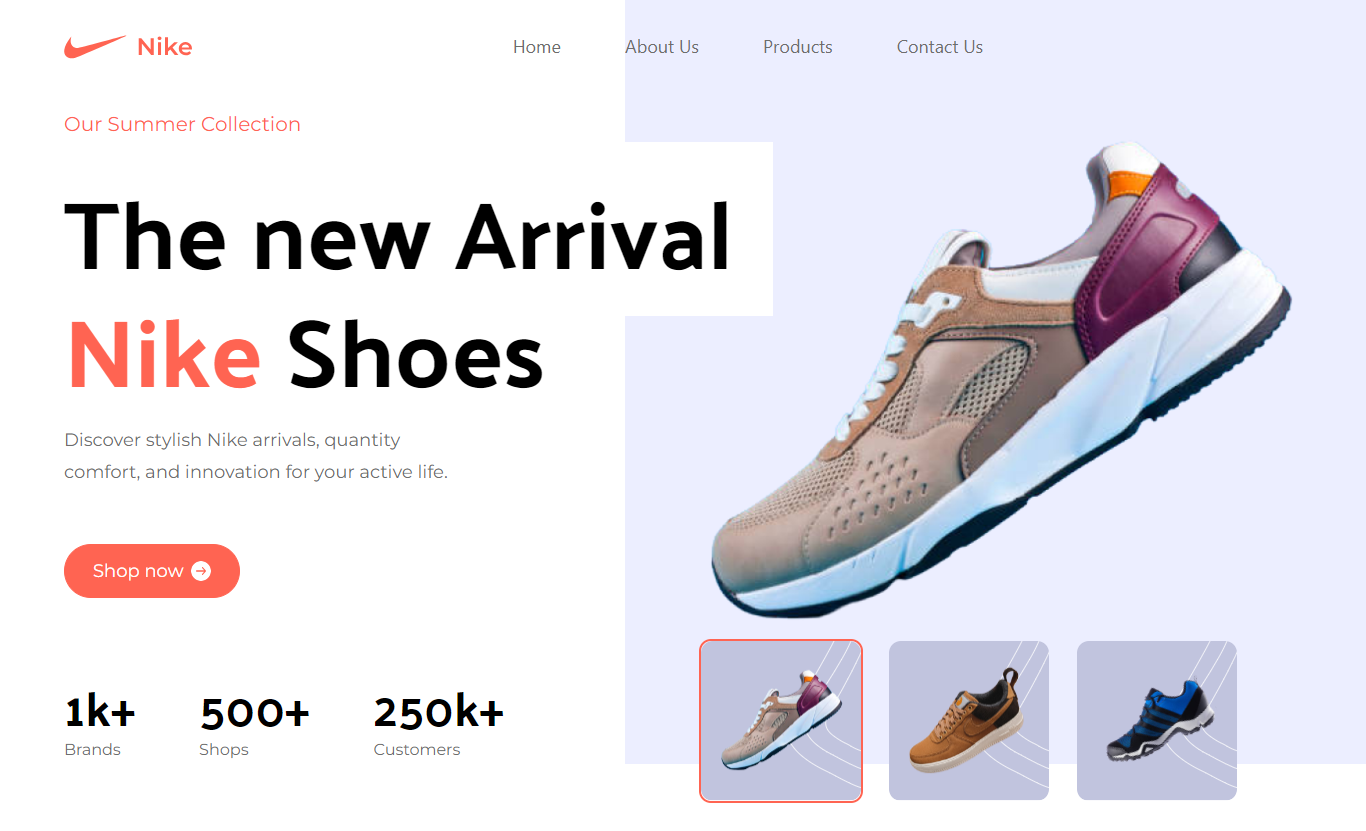 Nike
Home About Us Products Contact Us
Our Summer Collection
The new Arrival
Nike Shoes
Discover stylish Nike arrivals, quantity
comfort, and innovation for your active life.
Shop now
1k+ 500+ 250k+
Brands Shops Customers